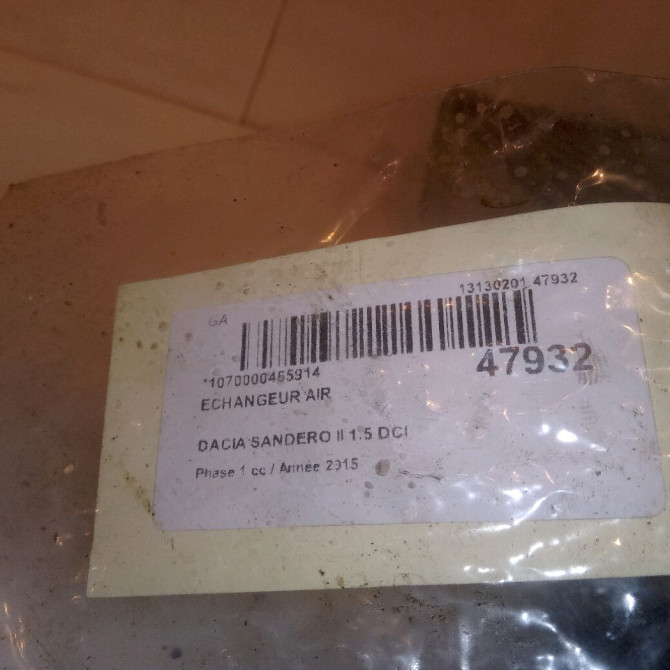 GA
13130201 47932
*1070000465914
47932
ECHANGEUR AIR
DACIA SANDERO II 1.5 DCI
Phase 1 cc / Année 2015